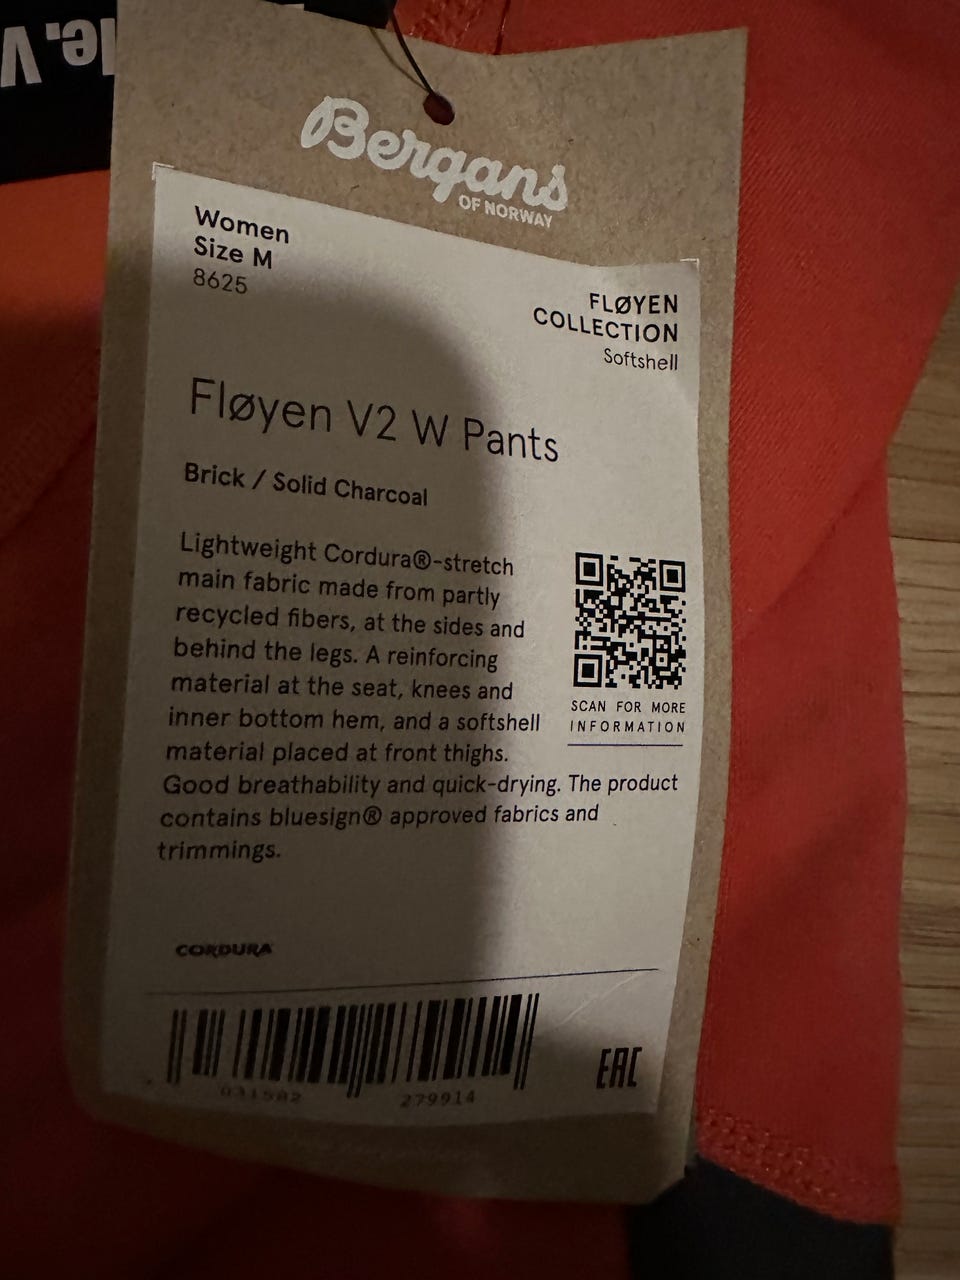 le. V
Bergans
OF NORWAY
Women
Size M
8625
FLØYEN
COLLECTION
Softshell
Fløyen V2 W Pants
Brick / Solid Charcoal
Lightweight Cordura®-stretch
main fabric made from partly
recycled fibers, at the sides and
behind the legs. A reinforcing
material at the seat, knees and
inner bottom hem, and a softshell
material placed at front thighs.
Good breathability and quick-drying. The product
contains bluesign® approved fabrics and
trimmings.
SCAN FOR MORE
INFORMATION
CORDURA
031582 279914
EAC